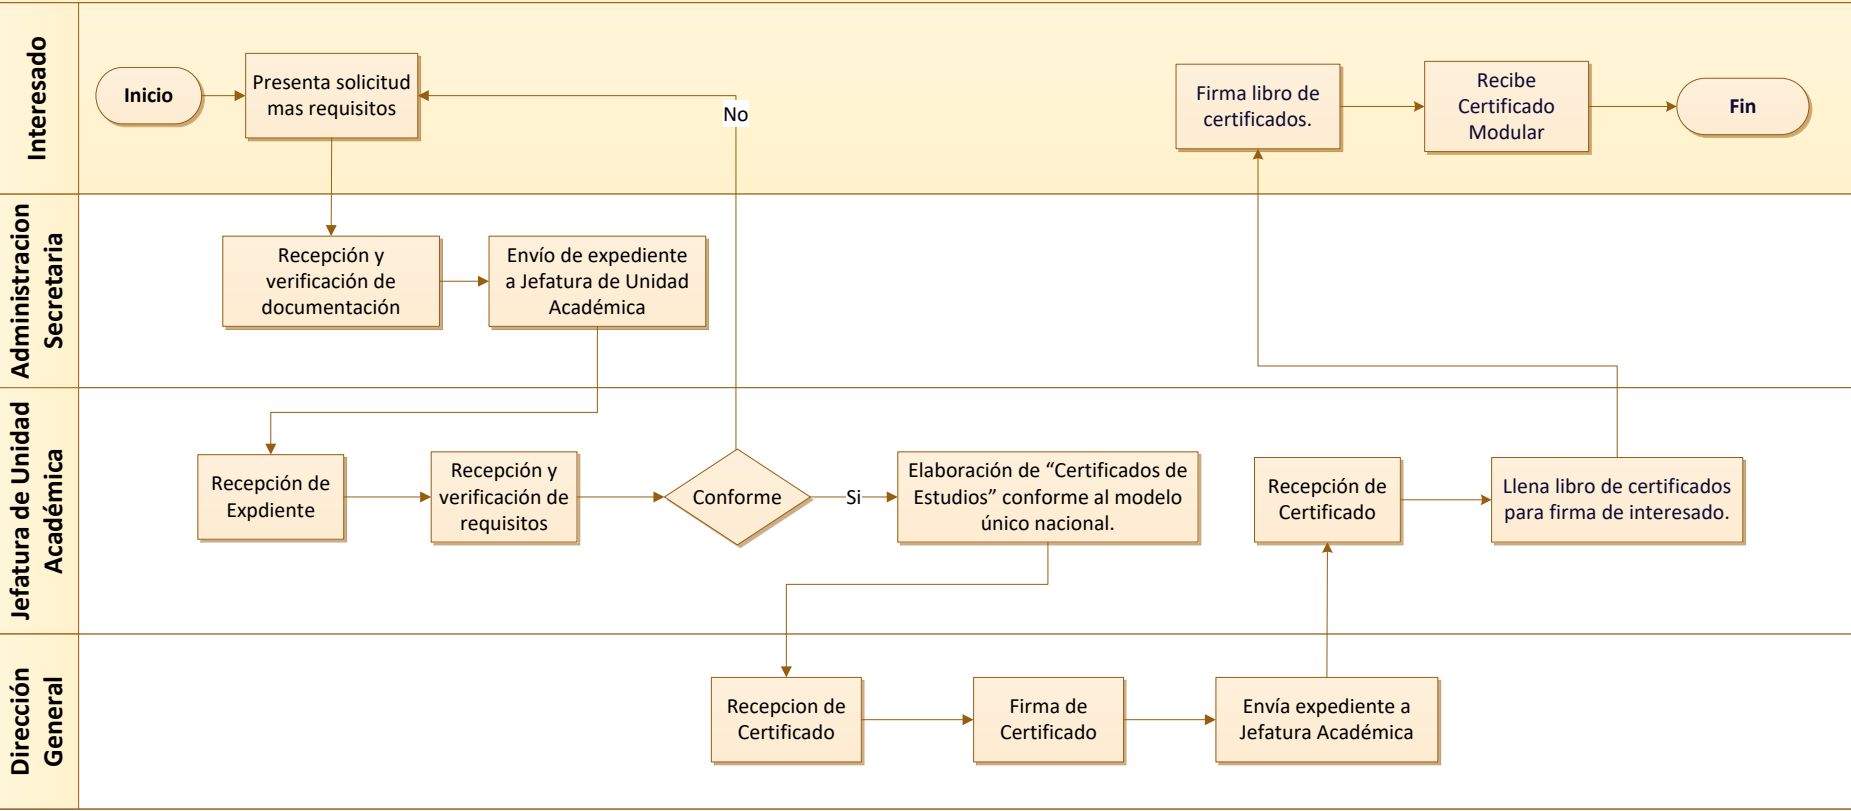 Interesado
Inicio
Presenta solicitud
mas requisitos
No
Firma libro de
certificados.
Recibe
Certificado
Modular
Fin
Administracion
Secretaria
Recepción y
verificación de
documentación
Envío de expediente
a Jefatura de Unidad
Académica
Jefatura de Unidad
Académica
Recepción de
Expdiente
Recepción y
verificación de
requisitos
Conforme
Si
Elaboración de “Certificados de
Estudios” conforme al modelo
único nacional.
Recepción de
Certificado
Llena libro de certificados
para firma de interesado.
Dirección
General
Recepcion de
Certificado
Firma de
Certificado
Envía expediente a
Jefatura Académica